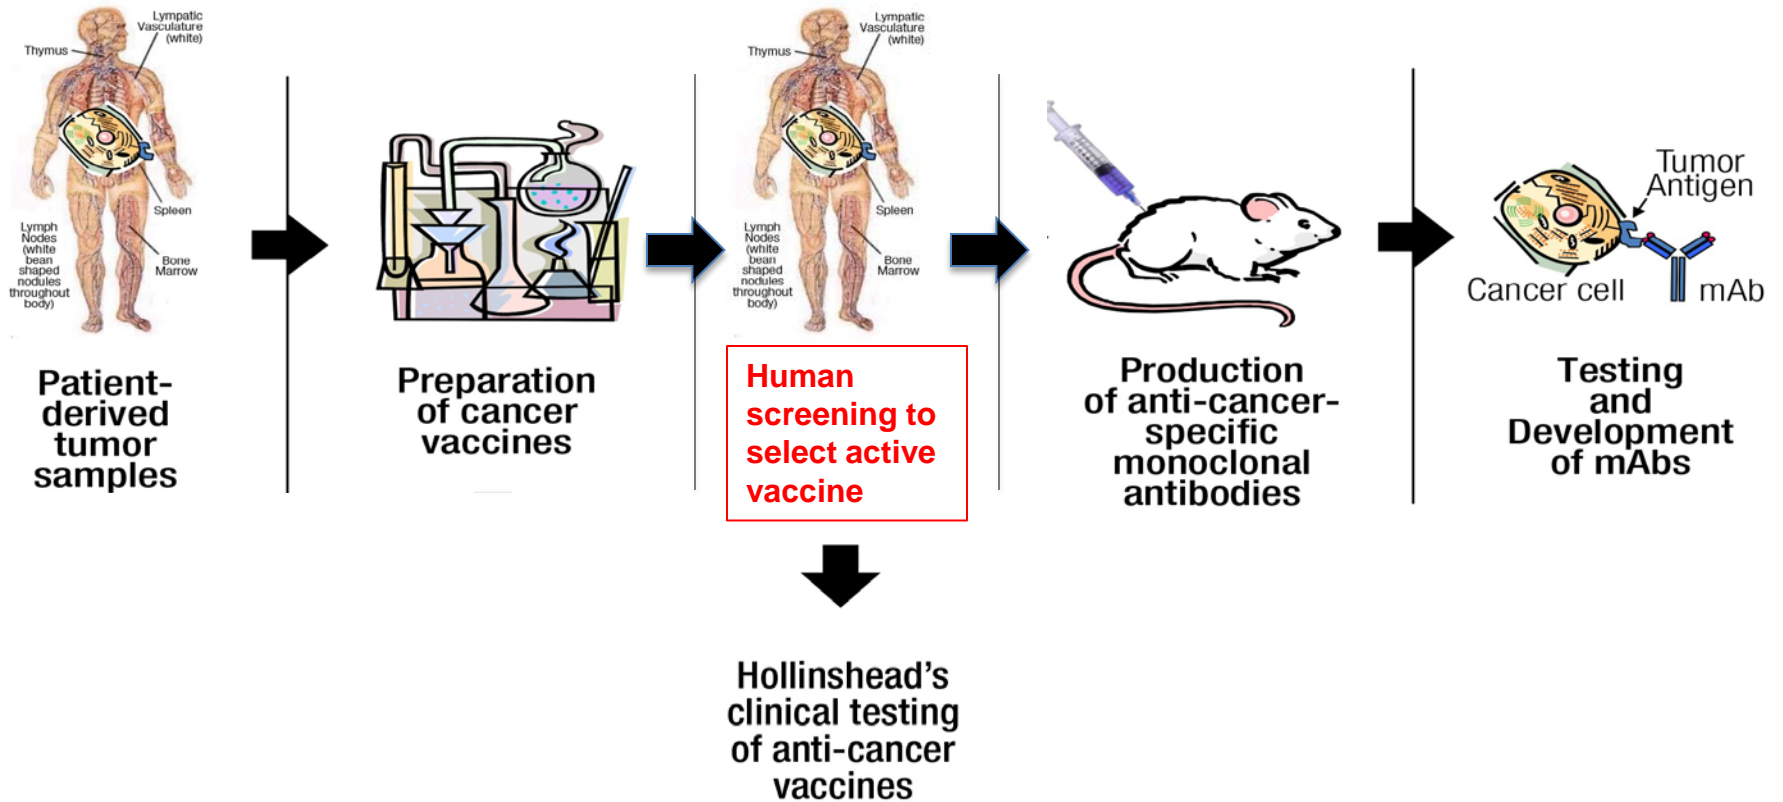 Lympatic
Vasculature
(white)
Thymus
Spleen
Lymph
Nodes
(white
bean
shaped
nodules
throughout
body)
Bone
Marrow
Patient-
derived
tumor
samples
Preparation
of cancer
vaccines
Lympatic
Vasculature
(white)
Thymus
Spleen
Lymph
Nodes
(white
bean
shaped
nodules
throughout
body)
Bone
Marrow
Human
screening to
select active
vaccine
Hollinshead's
clinical testing
of anti-cancer
vaccines
Production
of anti-cancer-
specific
monoclonal
antibodies
Tumor
Antigen
Cancer cell
mAb
Testing
and
Development
of mAbs